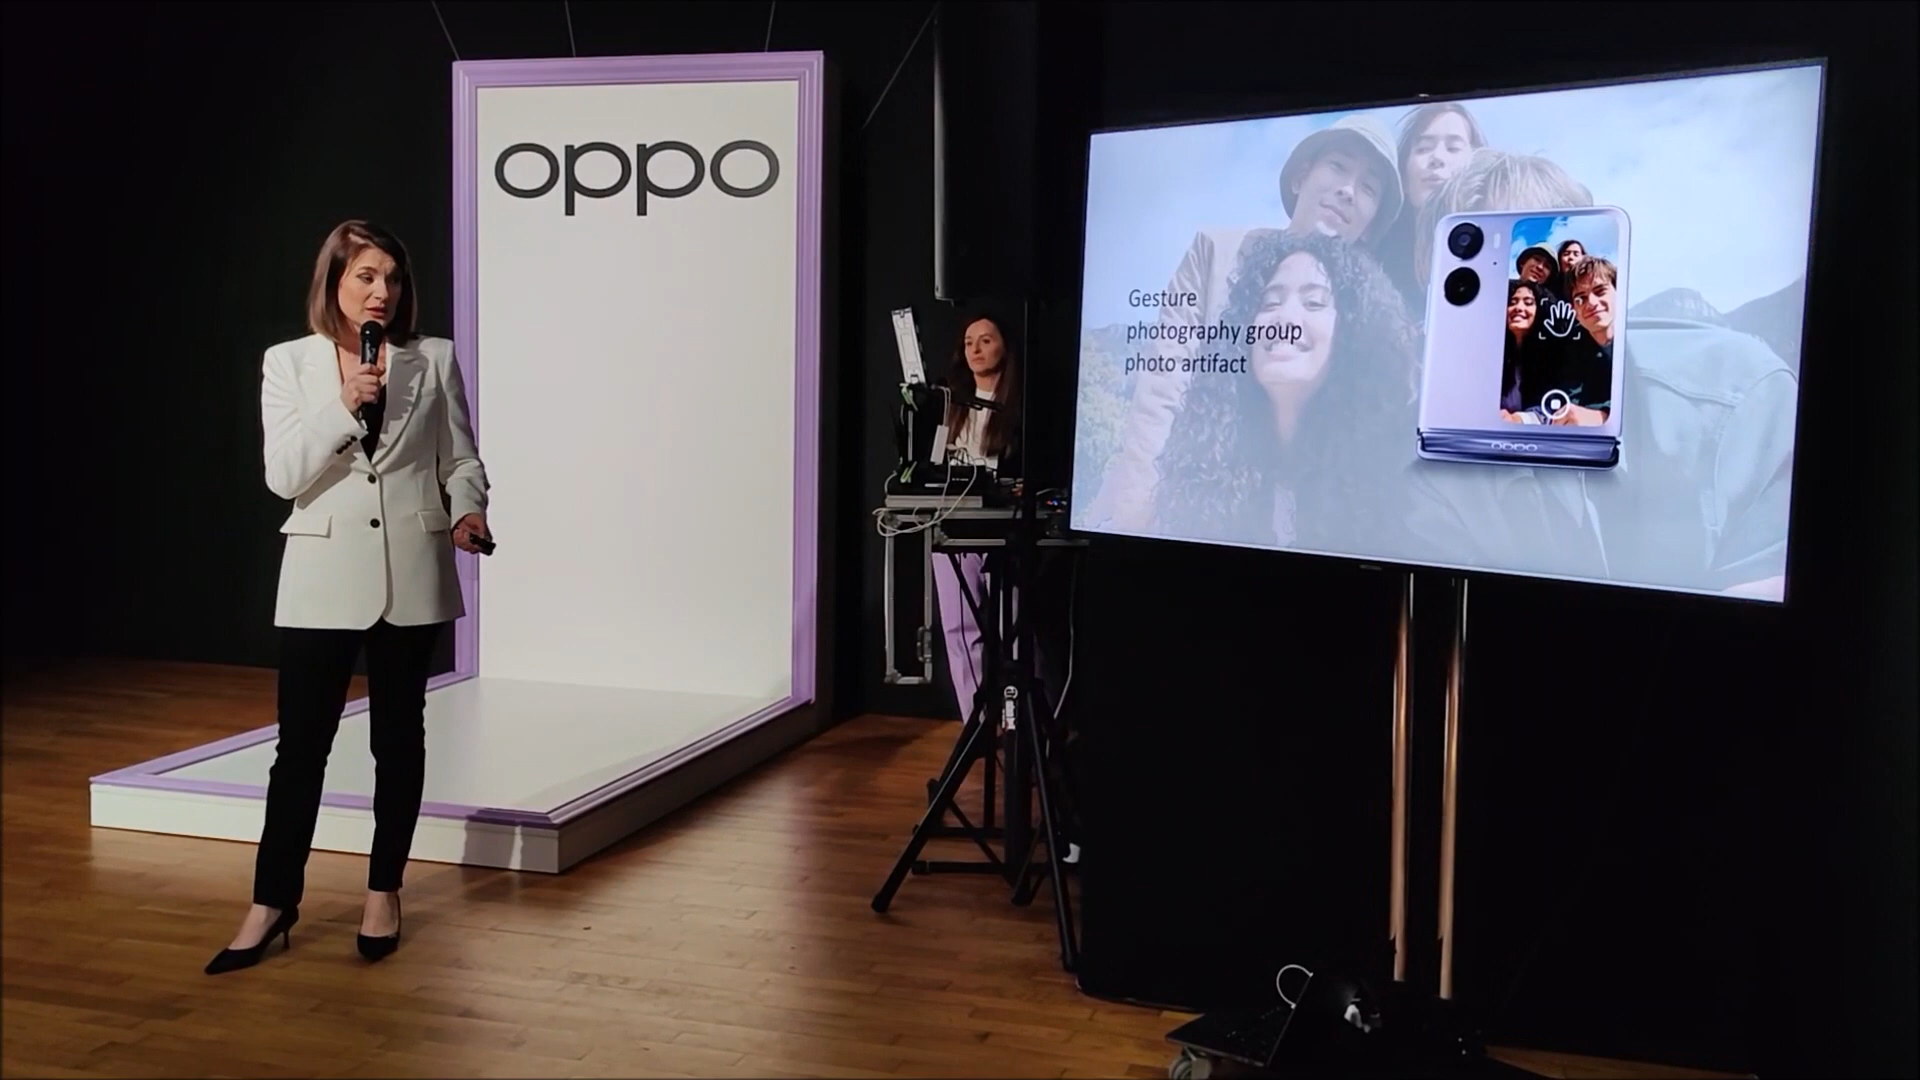 oppo
Gesture
photography group
photo artifact
oppo